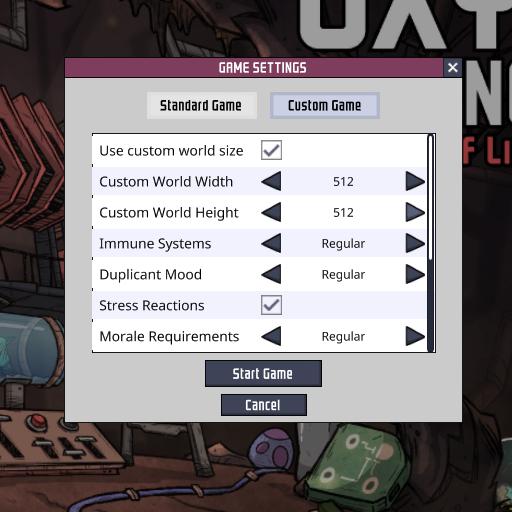 GAME SETTINGS
Standard Game Custom Game
Use custom world size
Custom World Width 512
Custom World Height 512
Immune Systems Regular
Duplicant Mood Regular
Stress Reactions
Morale Requirements Regular
Start Game
Cancel